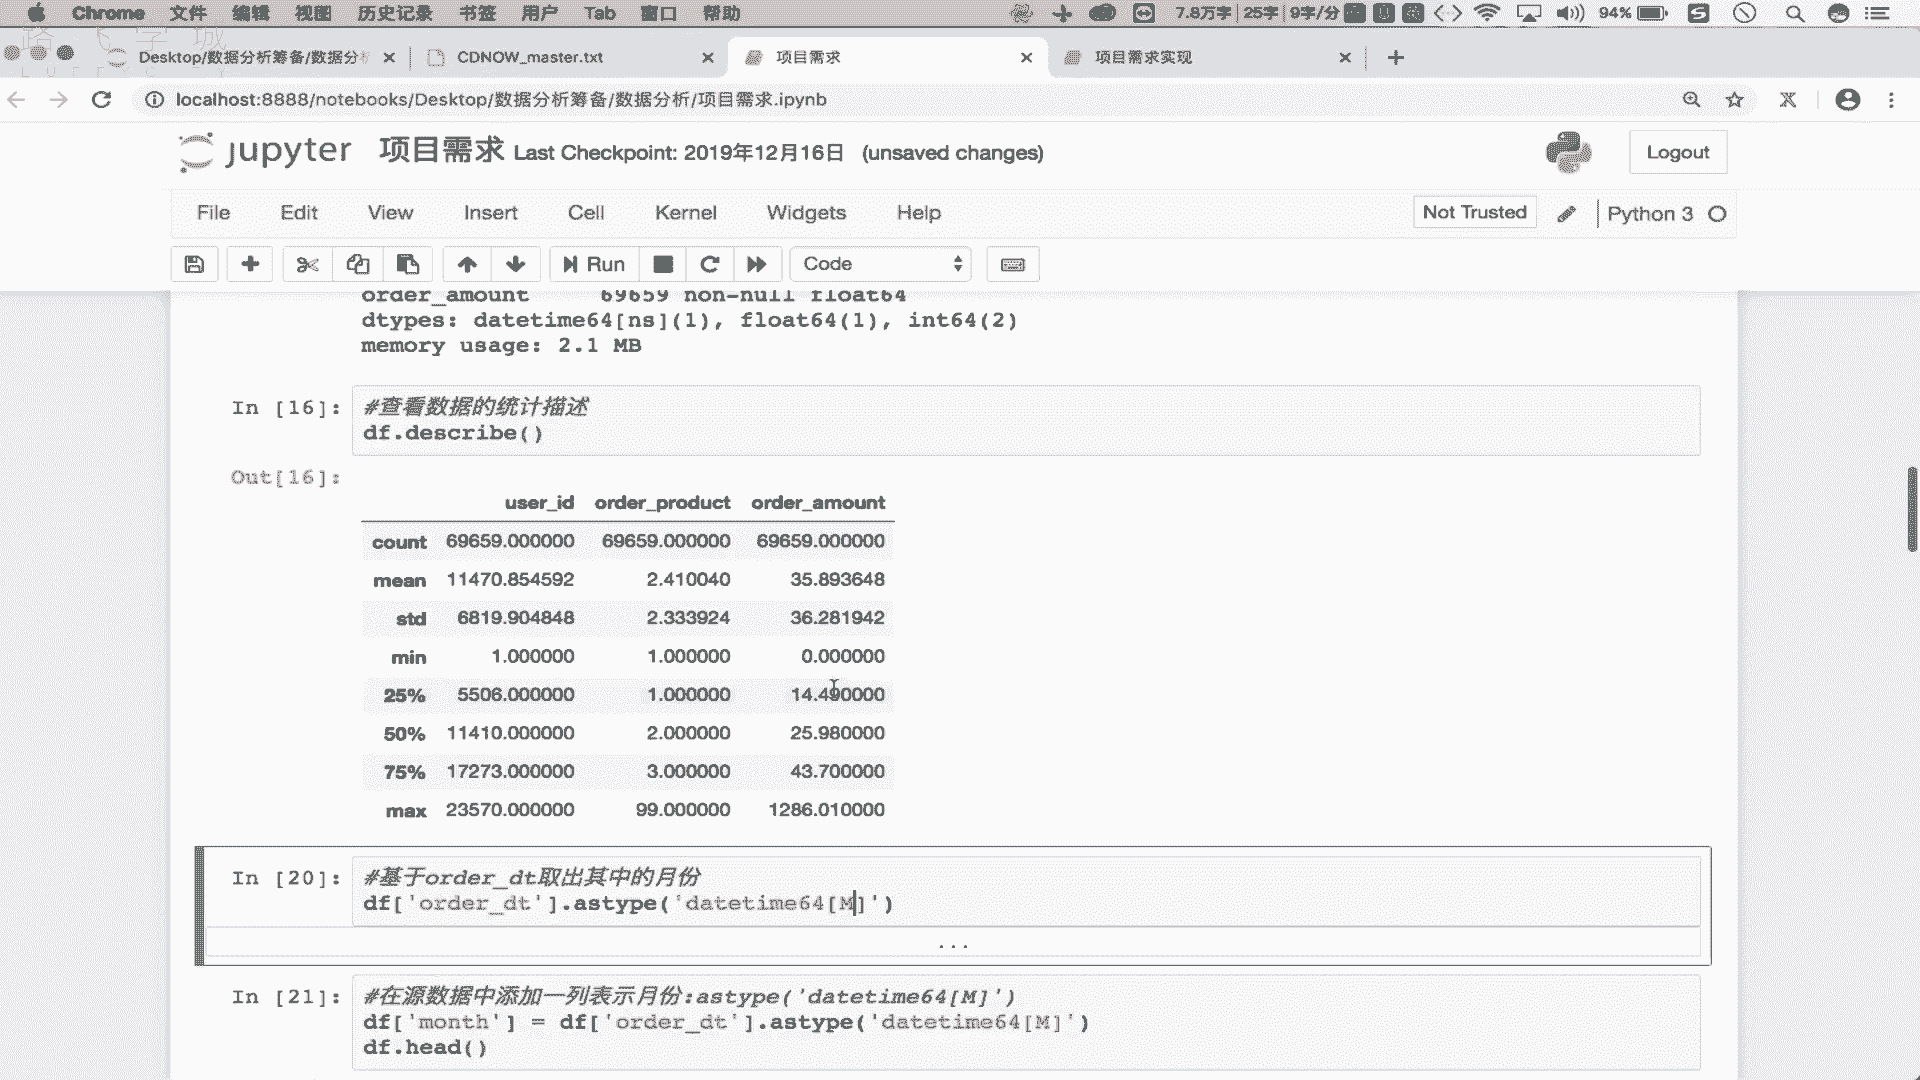 Chrome 文件 编辑 视图 历史记录 书签 用户 Tab 窗口 帮助 7.8万字 25字 9字/分 94%
Desktop/数据分析筹备/数据分析 CDNOW_master.txt 项目需求 项目需求实现
localhost:8888/notebooks/Desktop/数据分析筹备/数据分析/项目需求.ipynb
jupyter 项目需求 Last Checkpoint: 2019年12月16日 (unsaved changes) Logout
File Edit View Insert Cell Kernel Widgets Help Not Trusted Python 3
Run Code
order_amount 69659 non-null float64
dtypes: datetime64[ns](1), float64(1), int64(2)
memory usage: 2.1 MB
In [16]: #查看数据的统计描述
df.describe()
Out[16]:
user_id order_product order_amount
count 69659.000000 69659.000000 69659.000000
mean 11470.854592 2.410040 35.893648
std 6819.904848 2.333924 36.281942
min 1.000000 1.000000 0.000000
25% 5506.000000 1.000000 14.490000
50% 11410.000000 2.000000 25.980000
75% 17273.000000 3.000000 43.700000
max 23570.000000 99.000000 1286.010000
In [20]: #基于order_dt取出其中的月份
df['order_dt'].astype('datetime64[M]')
...
In [21]: #在源数据中添加一列表示月份:astype('datetime64[M]')
df['month'] = df['order_dt'].astype('datetime64[M]')
df.head()